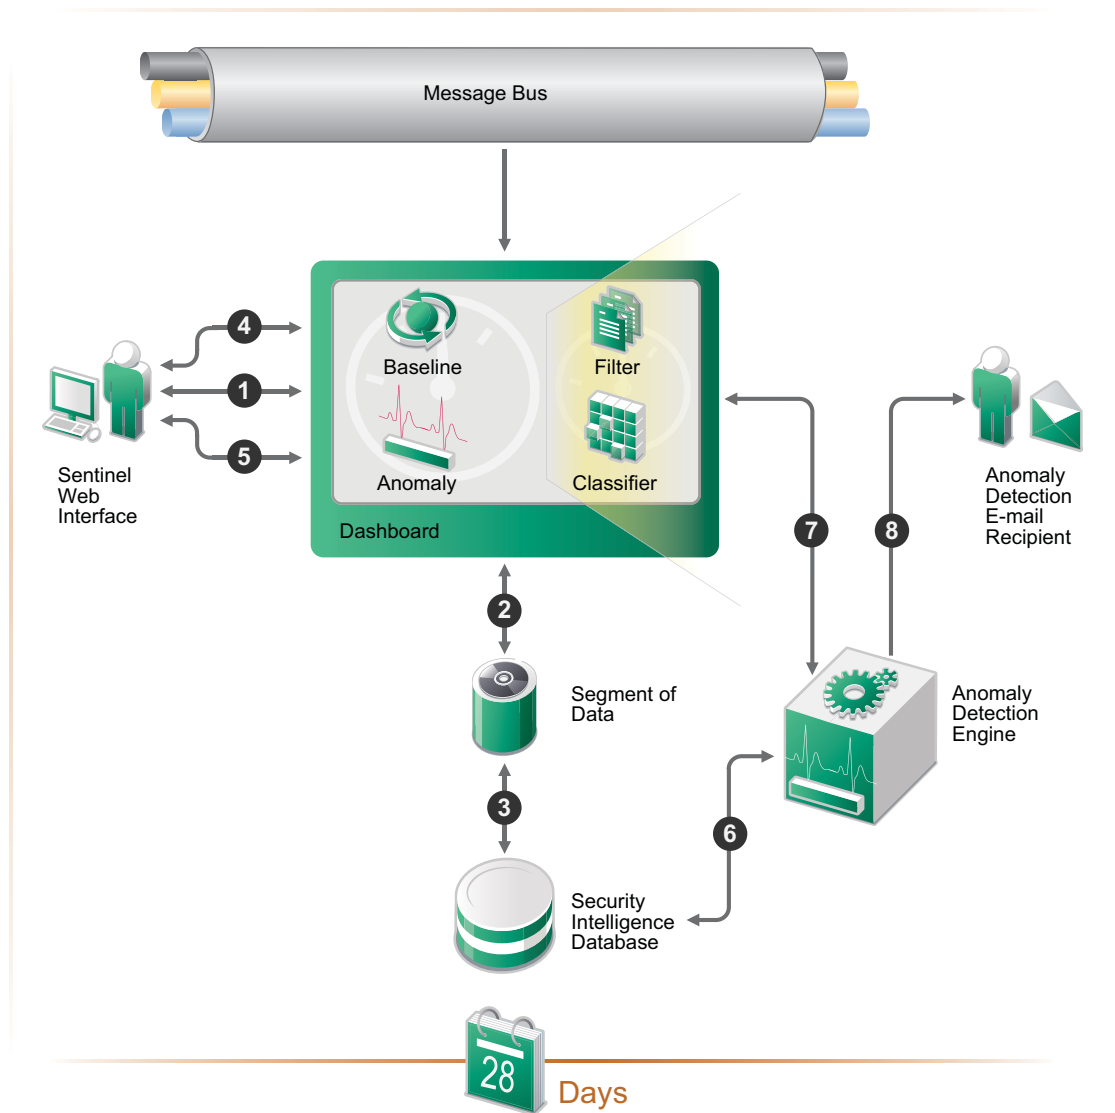 Message Bus
Baseline
Filter
Anomaly
Classifier
Dashboard
4
1
5
Sentinel
Web
Interface
7
8
Anomaly
Detection
E-mail
Recipient
2
Segment of
Data
Anomaly
Detection
Engine
3
6
Security
Intelligence
Database
28
Days